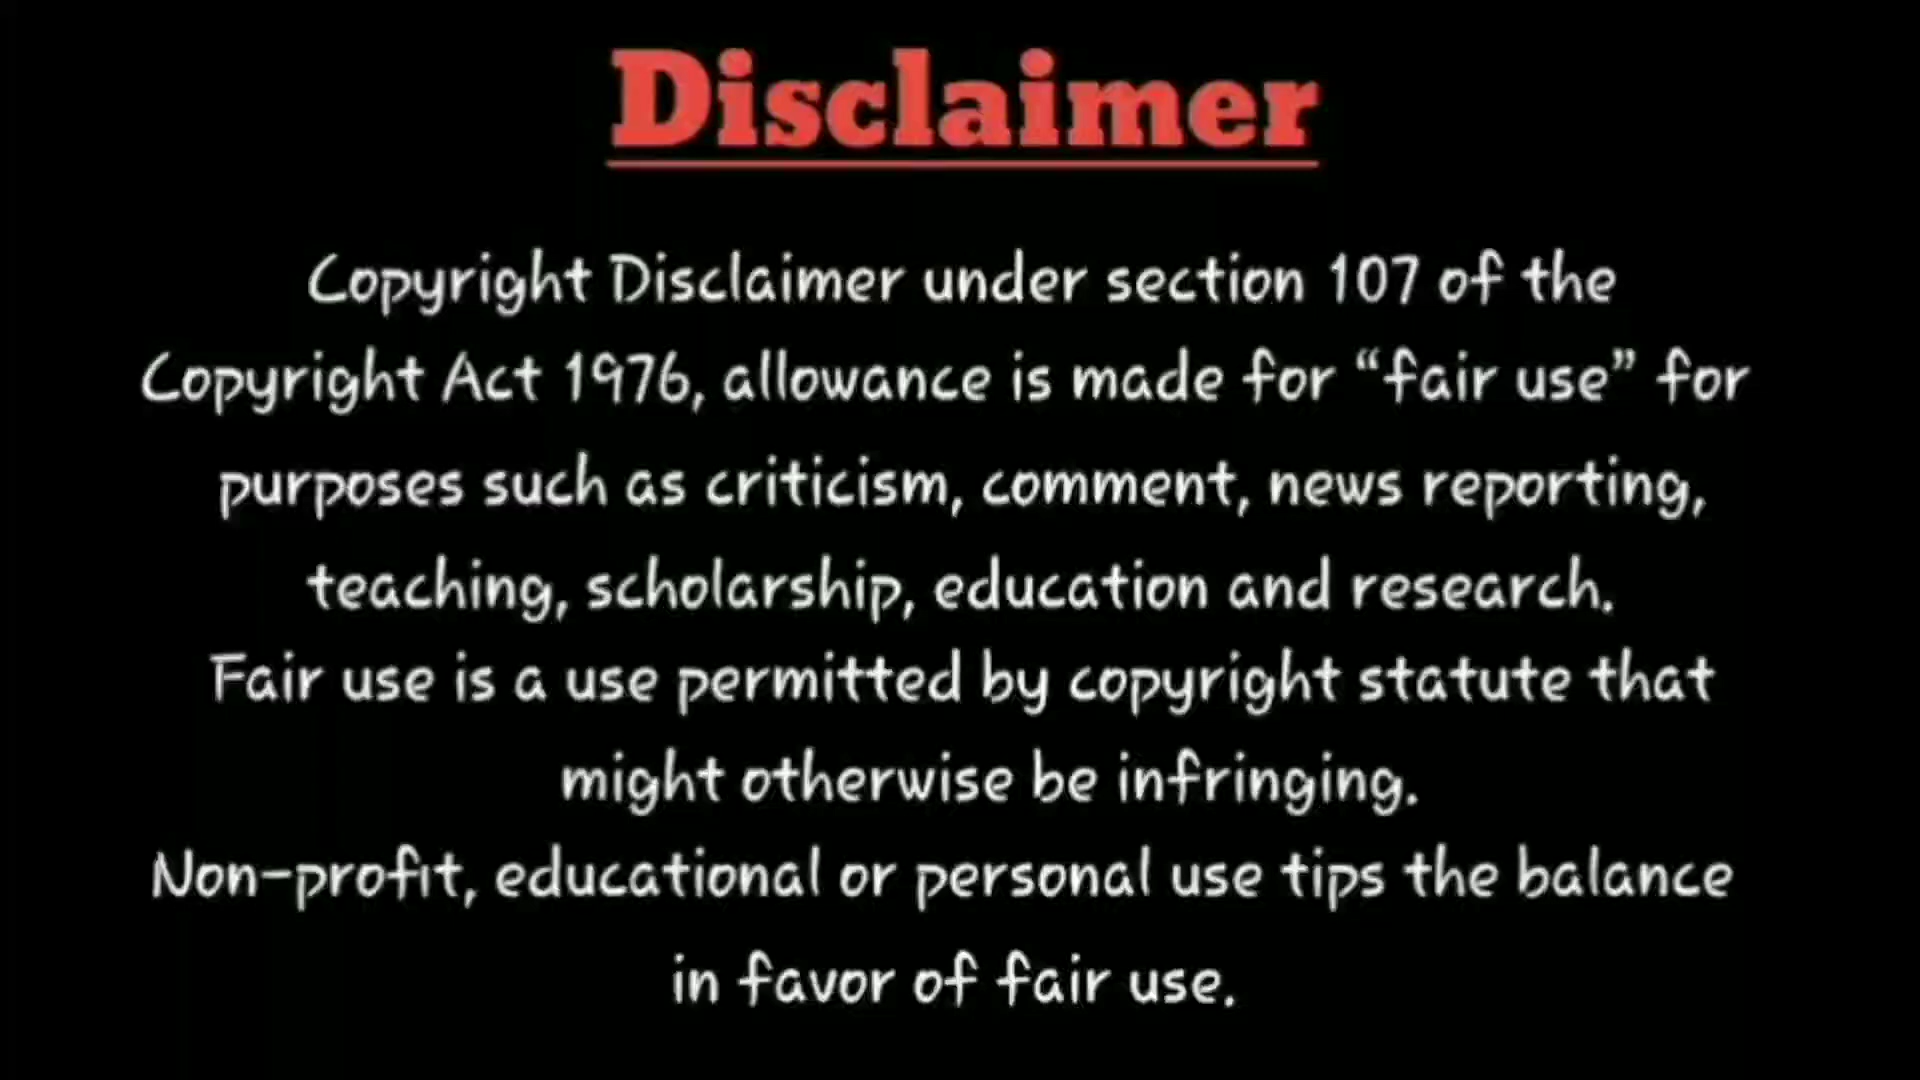 Disclaimer
Copyright Disclaimer under section 107 of the
Copyright Act 1976, allowance is made for “fair use” for
purposes such as criticism, comment, news reporting,
teaching, scholarship, education and research.
Fair use is a use permitted by copyright statute that
might otherwise be infringing.
Non-profit, educational or personal use tips the balance
in favor of fair use.